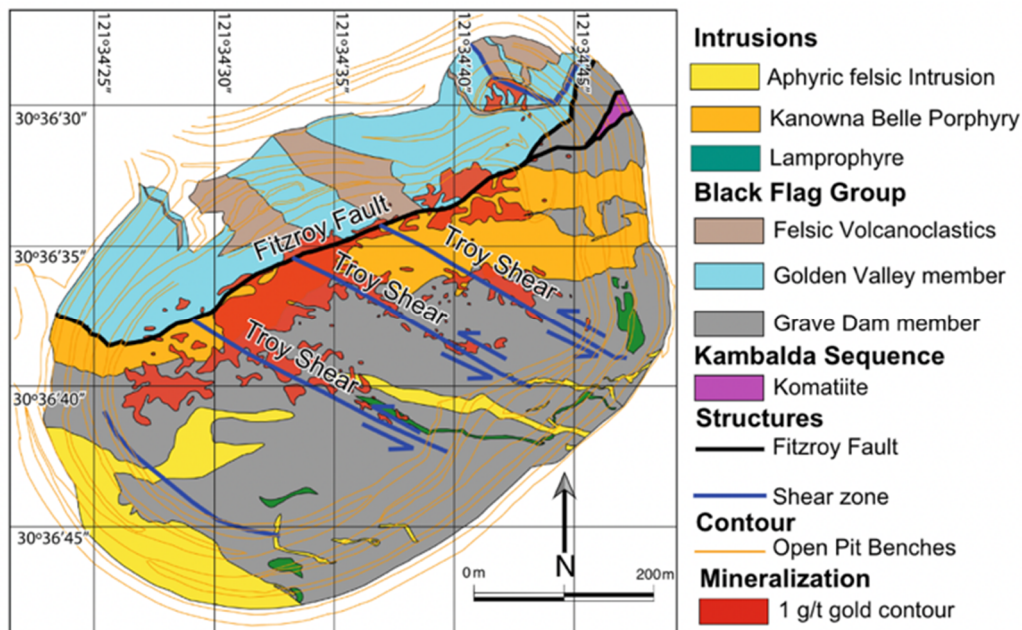 121°34'25"
121°34'30"
121°34'35"
121°34'40"
121°34'45"
30°36'30"
30°36'35"
30°36'40"
30°36'45"
Fitzroy Fault
Troy Shear
Troy Shear
Troy Shear
N
0 m 200m
Intrusions
Aphyric felsic Intrusion
Kanowna Belle Porphyry
Lamprophyre
Black Flag Group
Felsic Volcanoclastics
Golden Valley member
Grave Dam member
Kambalda Sequence
Komatiite
Structures
Fitzroy Fault
Shear zone
Contour
Open Pit Benches
Mineralization
1 g/t gold contour